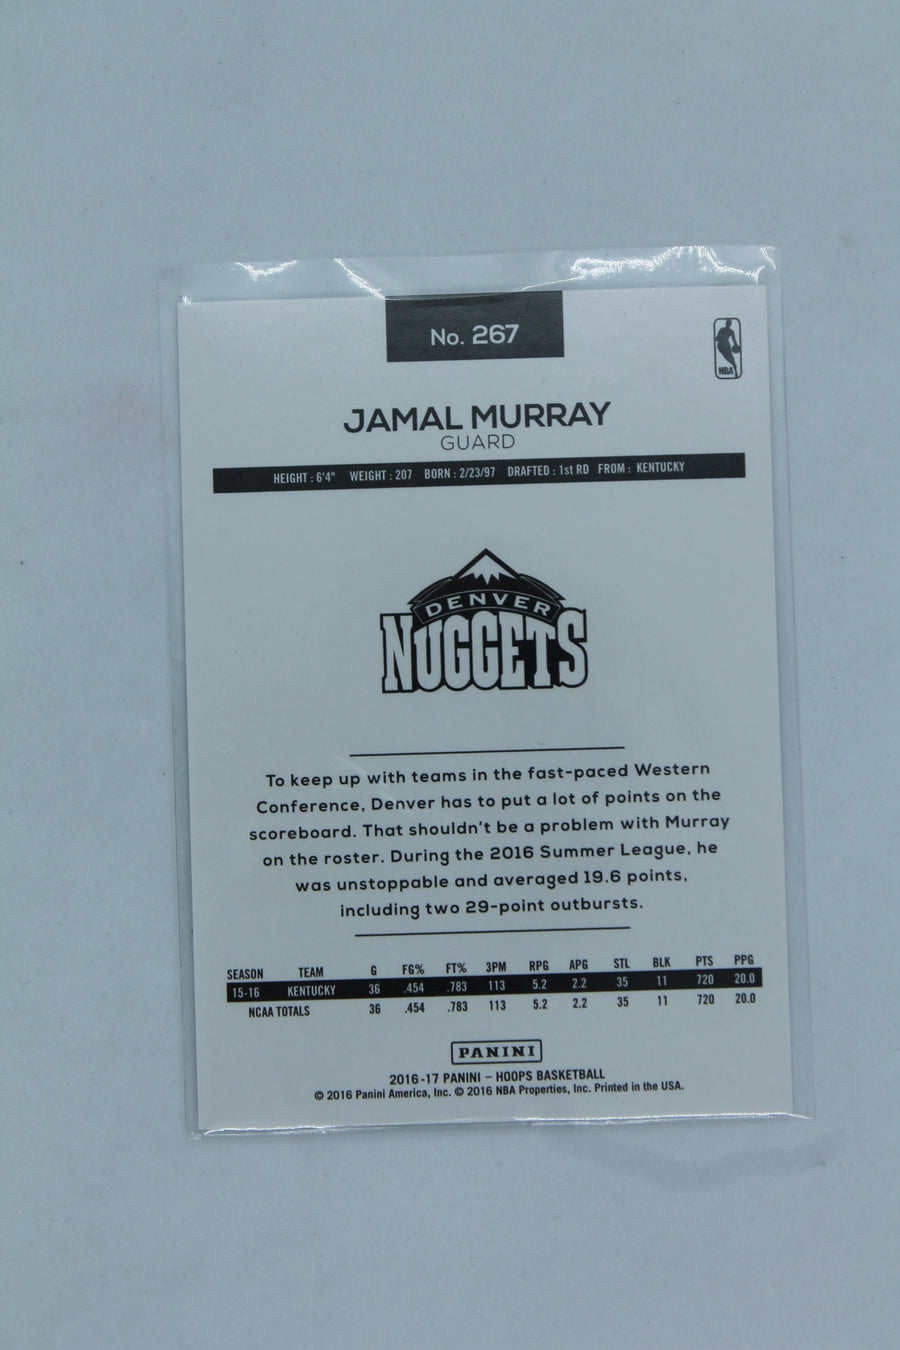 No. 267
NBA
JAMAL MURRAY
GUARD
HEIGHT : 6'4" WEIGHT : 207 BORN : 2/23/97 DRAFTED : 1st RD FROM : KENTUCKY
DENVER
NUGGETS
To keep up with teams in the fast-paced Western
Conference, Denver has to put a lot of points on the
scoreboard. That shouldn't be a problem with Murray
on the roster. During the 2016 Summer League, he
was unstoppable and averaged 19.6 points,
including two 29-point outbursts.
SEASON TEAM G FG% FT% 3PM RPG APG STL BLK PTS PPG
15-16 KENTUCKY 36 .454 .783 113 5.2 2.2 35 11 720 20.0
NCAA TOTALS 36 .454 .783 113 5.2 2.2 35 11 720 20.0
PANINI
2016-17 PANINI – HOOPS BASKETBALL
© 2016 Panini America, Inc. © 2016 NBA Properties, Inc. Printed in the USA.